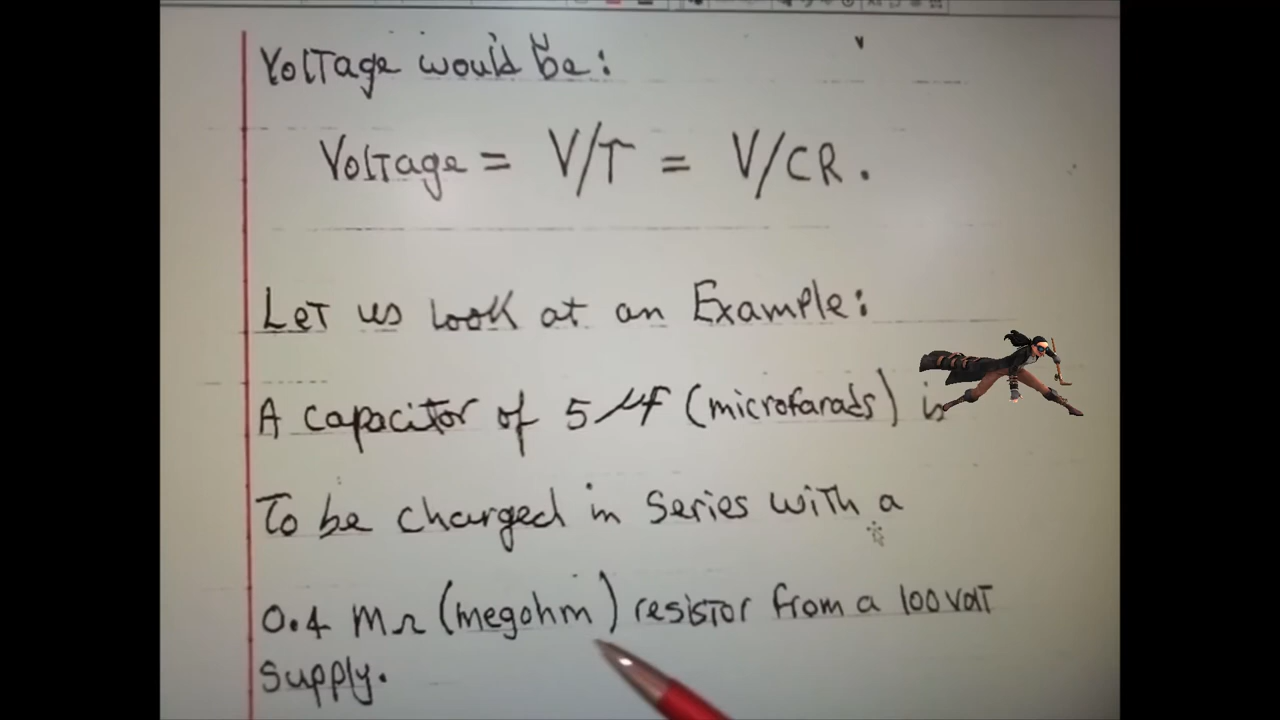 Voltage would be:
Voltage = V/T = V/CR.
Let us look at an Example:
A capacitor of 5 μf (microfarads) is
To be charged in series with a
0.4 MΩ (megohm) resistor from a 100 volt
supply.